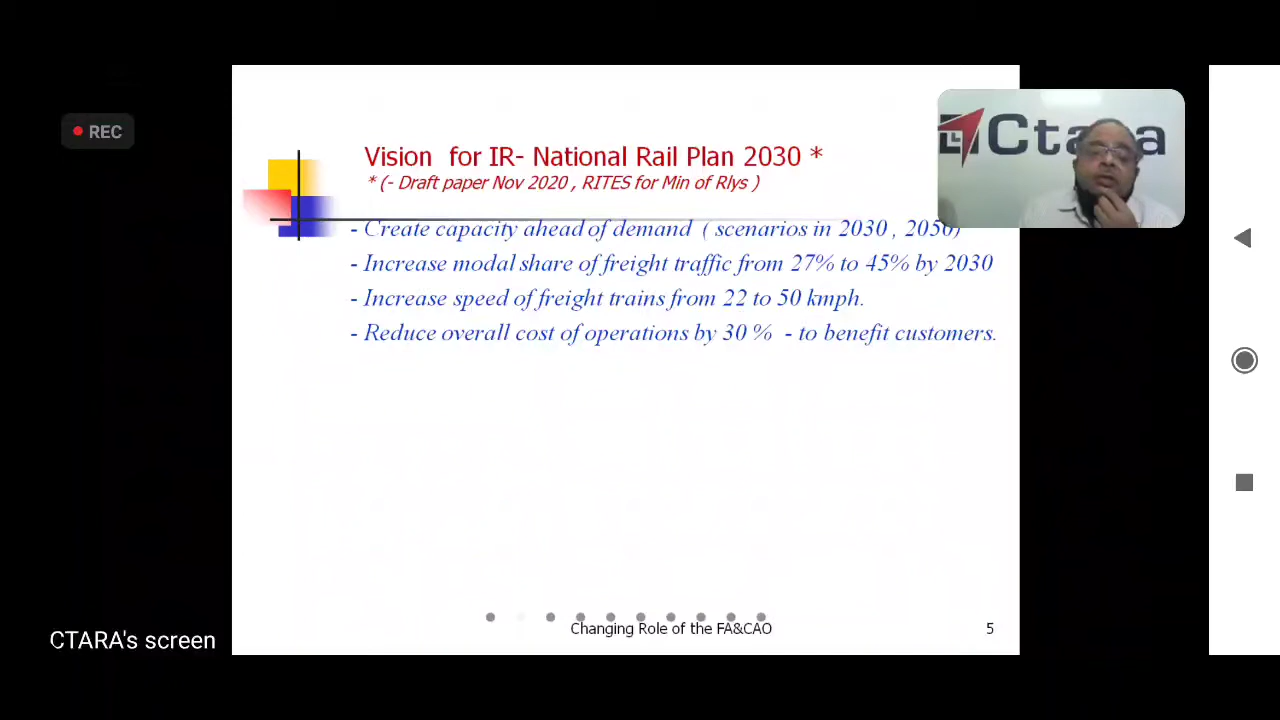 REC
Ctara
Vision for IR- National Rail Plan 2030 *
* (- Draft paper Nov 2020 , RITES for Min of Rlys )
- Create capacity ahead of demand ( scenarios in 2030 , 2050)
- Increase modal share of freight traffic from 27% to 45% by 2030
- Increase speed of freight trains from 22 to 50 kmph.
- Reduce overall cost of operations by 30 % - to benefit customers.
Changing Role of the FA&CAO
5
CTARA's screen